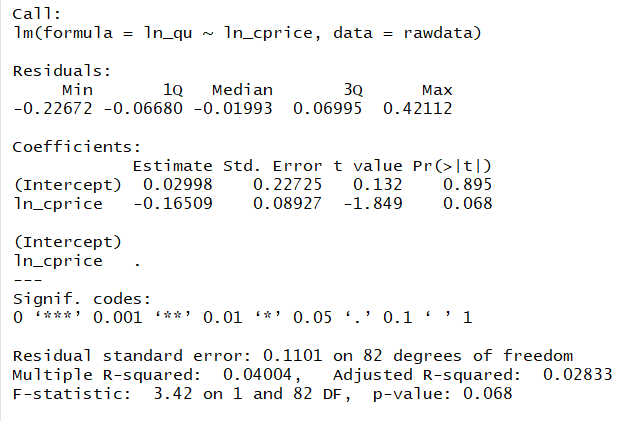 Call:
lm(formula = ln_qu ~ ln_cprice, data = rawdata)
Residuals:
Min 1Q Median 3Q Max
-0.22672 -0.06680 -0.01993 0.06995 0.42112
Coefficients:
Estimate Std. Error t value Pr(>|t|)
(Intercept) 0.02998 0.22725 0.132 0.895
ln_cprice -0.16509 0.08927 -1.849 0.068
(Intercept)
ln_cprice .
---
Signif. codes:
0 ‘***’ 0.001 ‘**’ 0.01 ‘*’ 0.05 ‘.’ 0.1 ‘ ’ 1
Residual standard error: 0.1101 on 82 degrees of freedom
Multiple R-squared: 0.04004, Adjusted R-squared: 0.02833
F-statistic: 3.42 on 1 and 82 DF, p-value: 0.068